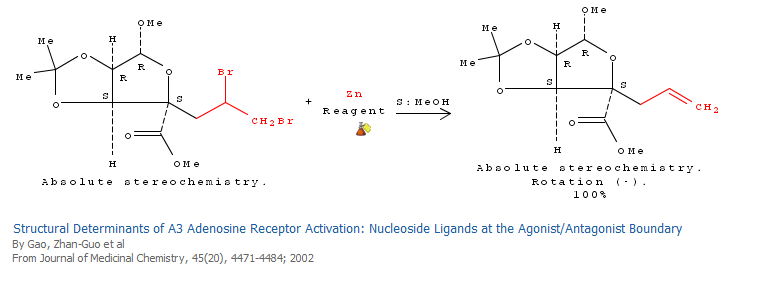 OMe
Me
H
O
R
R
O
Br
Me
S
S
O
CH2Br
O
H
OMe
Absolute stereochemistry.
+
Zn
Reagent
S:MeOH
OMe
Me
H
O
R
R
O
Me
S
S
O
CH2
O
H
OMe
Absolute stereochemistry.
Rotation (-).
100%
Structural Determinants of A3 Adenosine Receptor Activation: Nucleoside Ligands at the Agonist/Antagonist Boundary
By Gao, Zhan-Guo et al
From Journal of Medicinal Chemistry, 45(20), 4471-4484; 2002